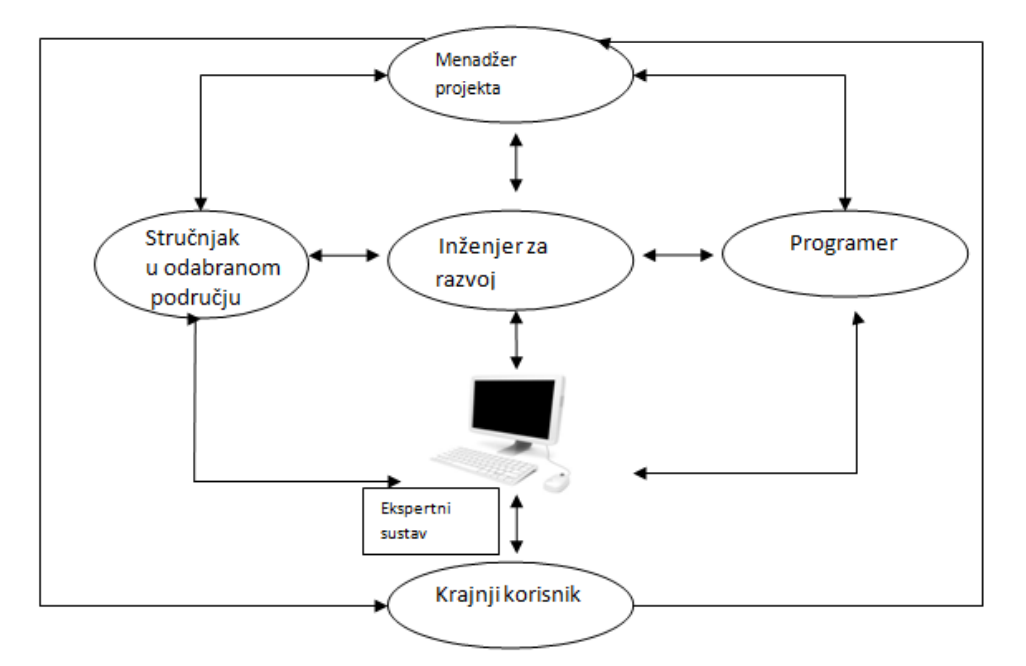 Menadžer
projekta
Stručnjak
u odabranom
području
Inženjer za
razvoj
Programer
Ekspertni
sustav
Krajnji korisnik